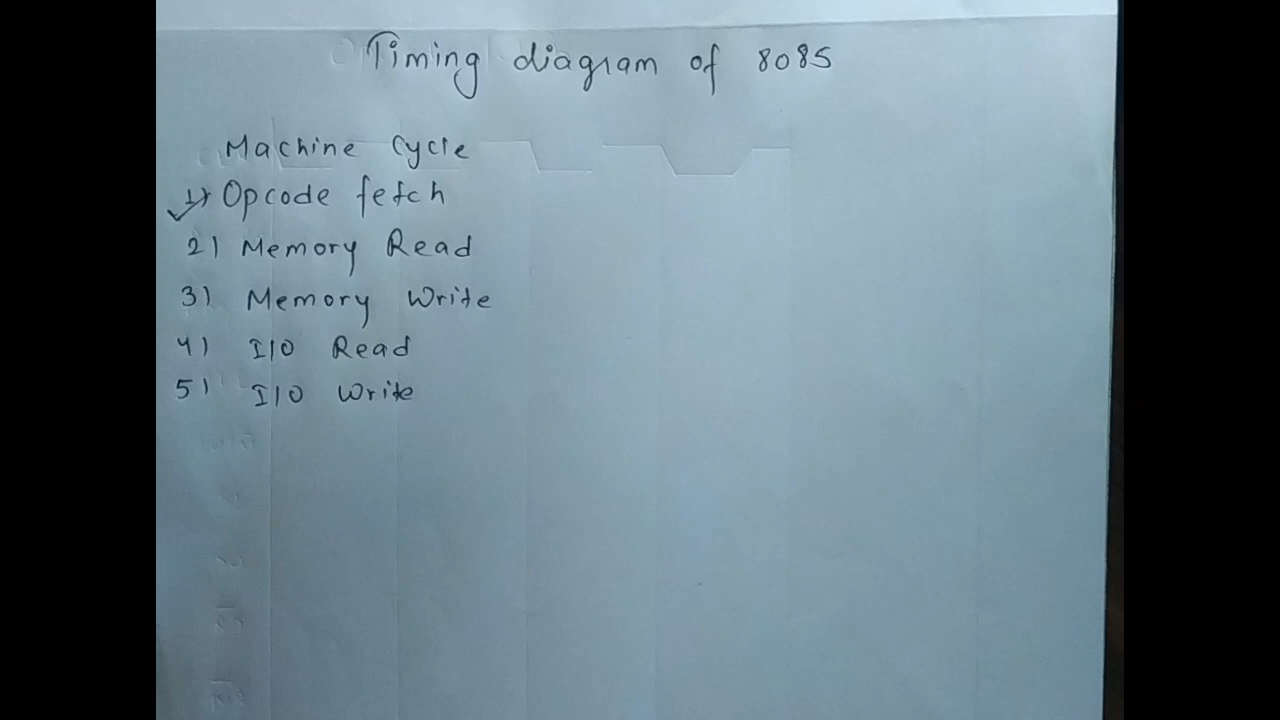 Timing diagram of 8085
Machine Cycle
1) Opcode fetch
2) Memory Read
3) Memory Write
4) I/O Read
5) I/O Write